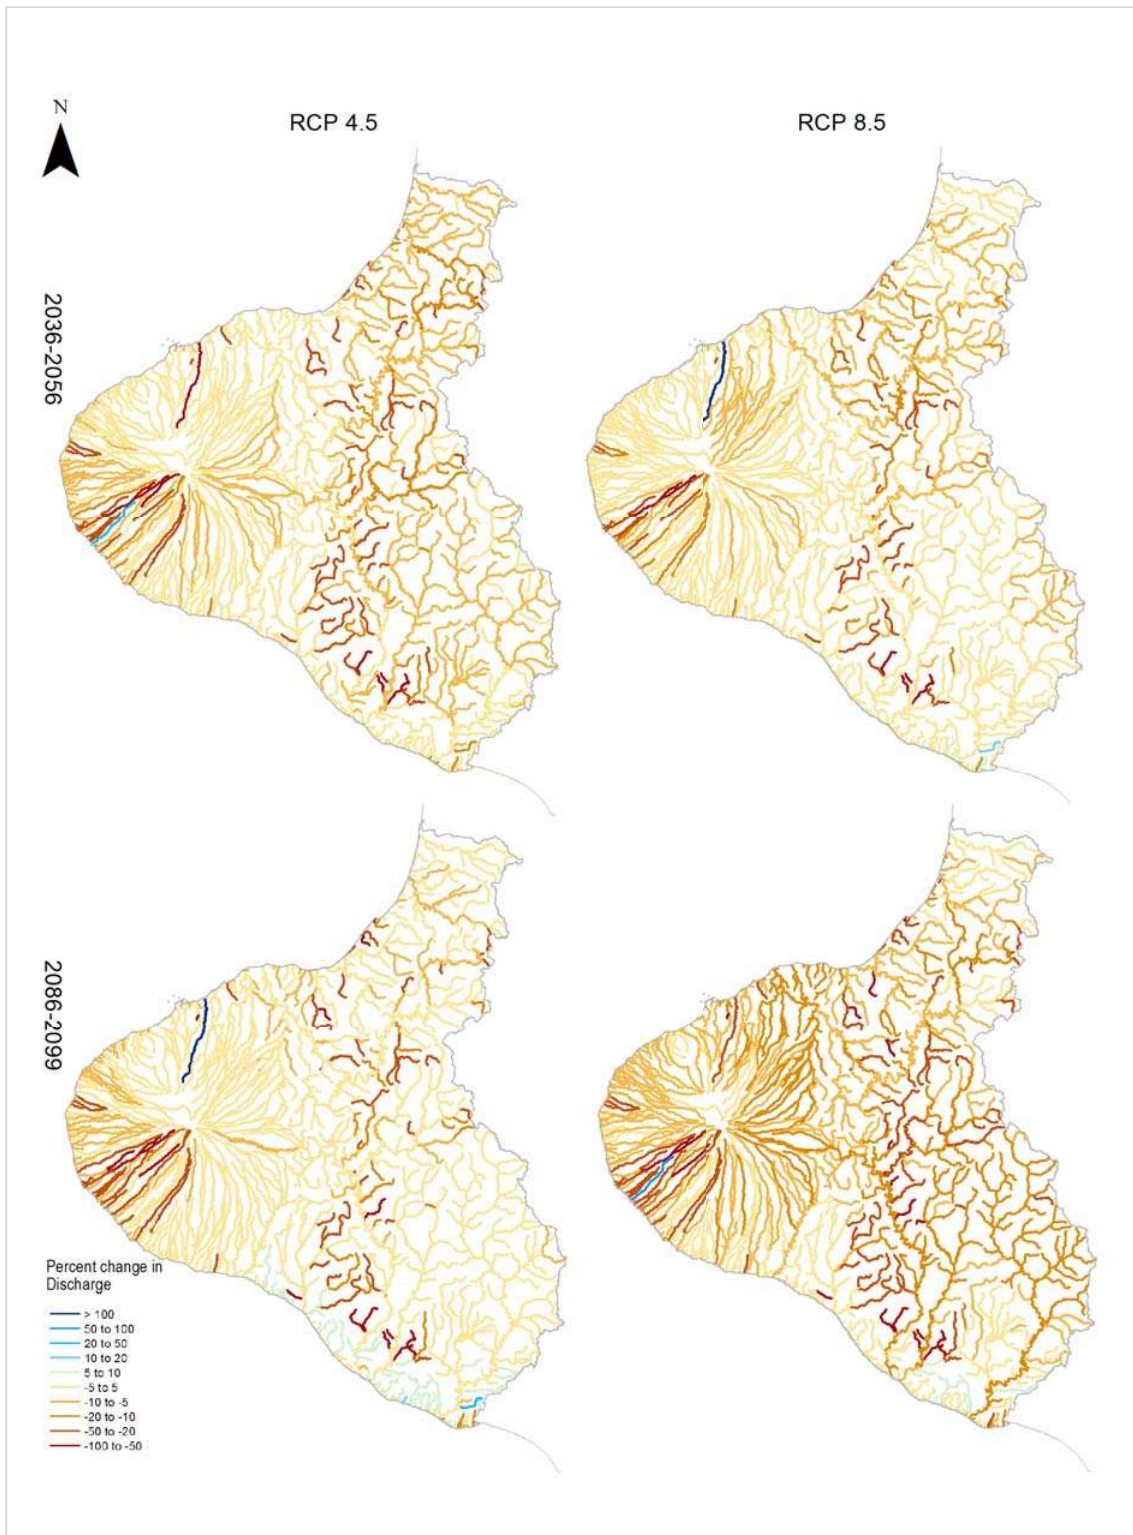 N
RCP 4.5
RCP 8.5
2036-2056
2086-2099
Percent change in
Discharge
> 100
50 to 100
20 to 50
10 to 20
5 to 10
-5 to 5
-10 to -5
-20 to -10
-50 to -20
-100 to -50